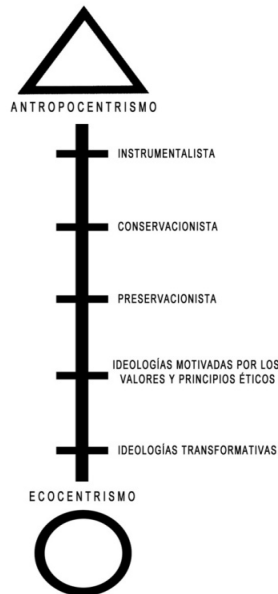 ANTROPOCENTRISMO
INSTRUMENTALISTA
CONSERVACIONISTA
PRESERVACIONISTA
IDEOLOGÍAS MOTIVADAS POR LOS
VALORES Y PRINCIPIOS ÉTICOS
IDEOLOGÍAS TRANSFORMATIVAS
ECOCENTRISMO